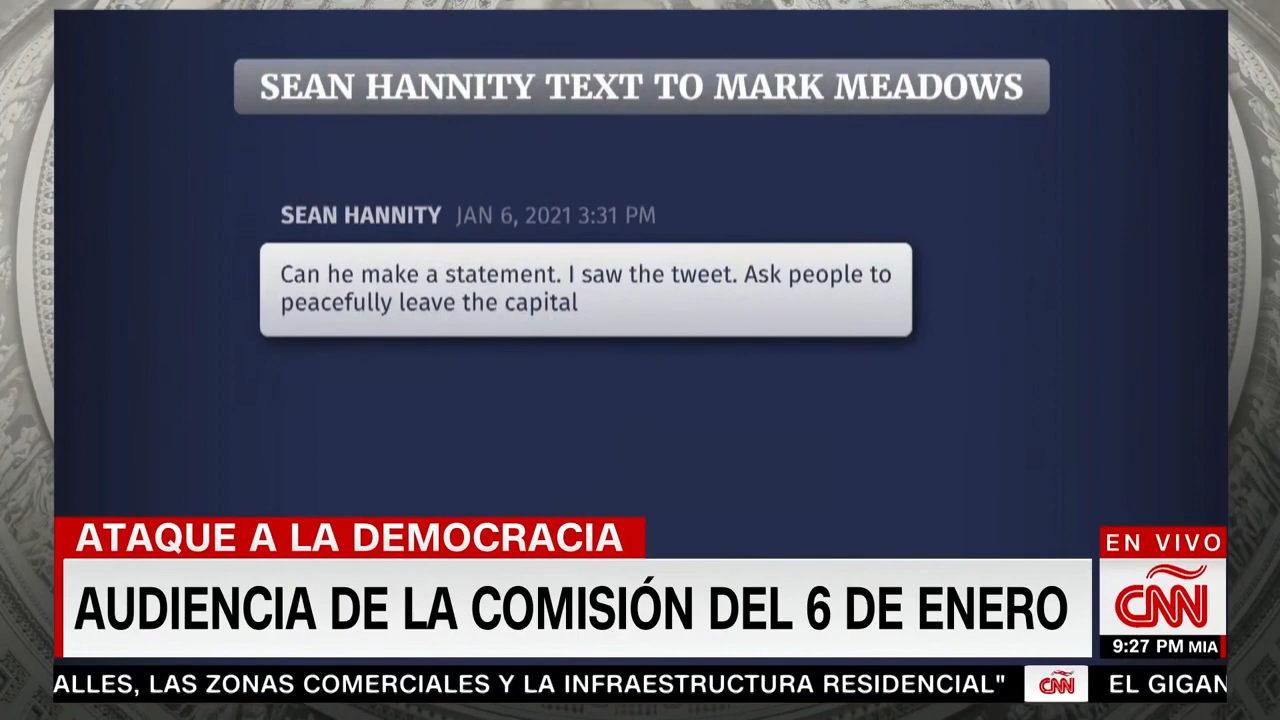 SEAN HANNITY TEXT TO MARK MEADOWS
SEAN HANNITY JAN 6, 2021 3:31 PM
Can he make a statement. I saw the tweet. Ask people to
peacefully leave the capital
ATAQUE A LA DEMOCRACIA
AUDIENCIA DE LA COMISIÓN DEL 6 DE ENERO
EN VIVO
CNN
9:27 PM MIA
ALLES, LAS ZONAS COMERCIALES Y LA INFRAESTRUCTURA RESIDENCIAL" CNN EL GIGAN